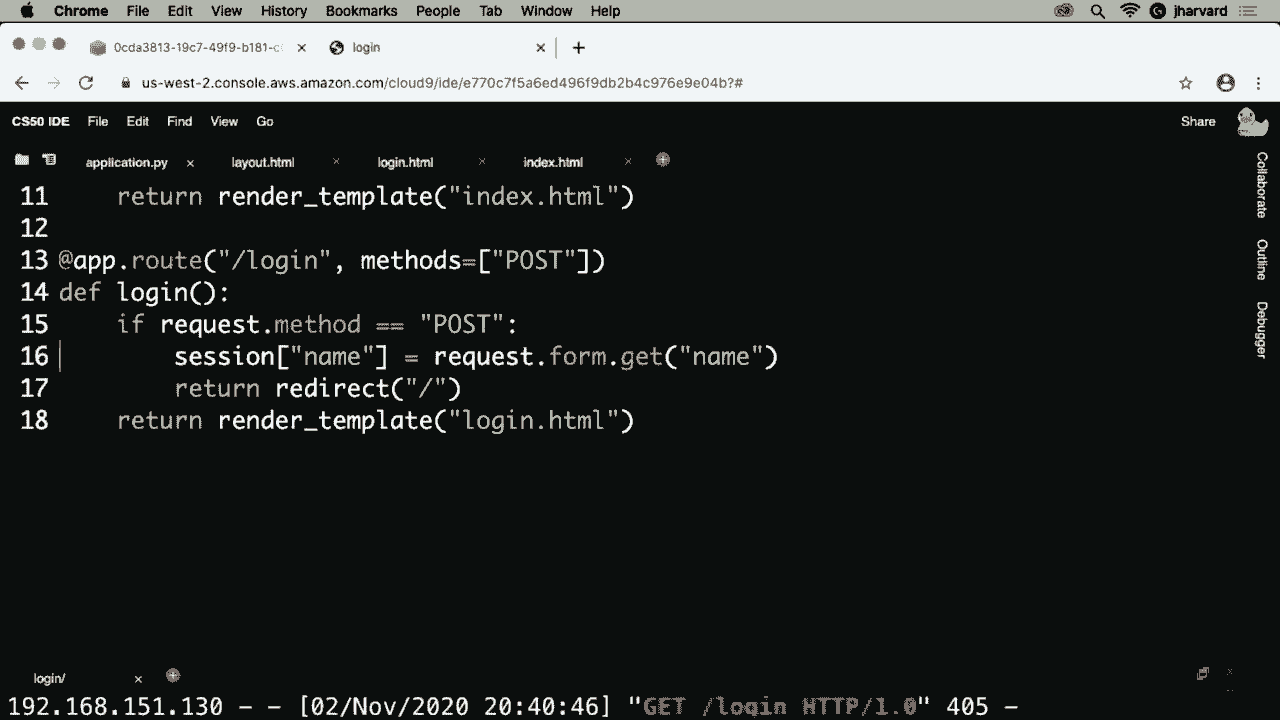 Chrome File Edit View History Bookmarks People Tab Window Help jharvard
0cda3813-19c7-49f9-b181-c login
us-west-2.console.aws.amazon.com/cloud9/ide/e770c7f5a6ed496f9db2b4c976e9e04b?#
CS50 IDE File Edit Find View Go Share
application.py layout.html login.html index.html
11 return render_template("index.html")
12
13 @app.route("/login", methods=["POST"])
14 def login():
15 if request.method == "POST":
16 session["name"] = request.form.get("name")
17 return redirect("/")
18 return render_template("login.html")
Collaborate
Outline
Debugger
login/
192.168.151.130 - - [02/Nov/2020 20:40:46] "GET /login HTTP/1.0" 405 -